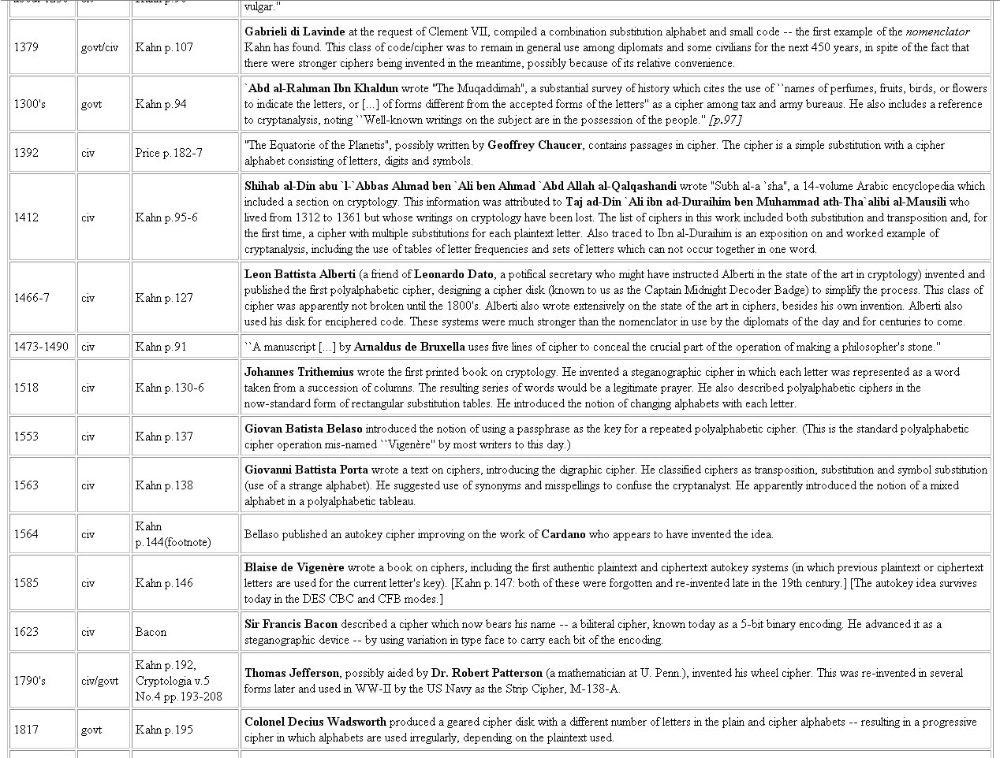 vulgar."
1379 govt/civ Kahn p.107
Gabrieli di Lavinde at the request of Clement VII, compiled a combination substitution alphabet and small code -- the first example of the nomenclator
Kahn has found. This class of code/cipher was to remain in general use among diplomats and some civilians for the next 450 years, in spite of the fact that
there were stronger ciphers being invented in the meantime, possibly because of its relative convenience.
1300's govt Kahn p.94
`Abd al-Rahman Ibn Khaldun wrote "The Muqaddimah", a substantial survey of history which cites the use of ``names of perfumes, fruits, birds, or flowers
to indicate the letters, or [...] of forms different from the accepted forms of the letters'' as a cipher among tax and army bureaus. He also includes a reference
to cryptanalysis, noting ``Well-known writings on the subject are in the possession of the people.'' [p.97]
1392 civ Price p.182-7
"The Equatorie of the Planetis", possibly written by Geoffrey Chaucer, contains passages in cipher. The cipher is a simple substitution with a cipher
alphabet consisting of letters, digits and symbols.
1412 civ Kahn p.95-6
Shihab al-Din abu `l-`Abbas Ahmad ben `Ali ben Ahmad `Abd Allah al-Qalqashandi wrote "Subh al-a `sha", a 14-volume Arabic encyclopedia which
included a section on cryptology. This information was attributed to Taj ad-Din `Ali ibn ad-Duraihim ben Muhammad ath-Tha`alibi al-Mausili who
lived from 1312 to 1361 but whose writings on cryptology have been lost. The list of ciphers in this work included both substitution and transposition and, for
the first time, a cipher with multiple substitutions for each plaintext letter. Also traced to Ibn al-Duraihim is an exposition on and worked example of
cryptanalysis, including the use of tables of letter frequencies and sets of letters which can not occur together in one word.
1466-7 civ Kahn p.127
Leon Battista Alberti (a friend of Leonardo Dato, a potifical secretary who might have instructed Alberti in the state of the art in cryptology) invented and
published the first polyalphabetic cipher, designing a cipher disk (known to us as the Captain Midnight Decoder Badge) to simplify the process. This class of
cipher was apparently not broken until the 1800's. Alberti also wrote extensively on the state of the art in ciphers, besides his own invention. Alberti also
used his disk for enciphered code. These systems were much stronger than the nomenclator in use by the diplomats of the day and for centuries to come.
1473-1490 civ Kahn p.91
``A manuscript [...] by Arnaldus de Bruxella uses five lines of cipher to conceal the crucial part of the operation of making a philosopher's stone.''
1518 civ Kahn p.130-6
Johannes Trithemius wrote the first printed book on cryptology. He invented a steganographic cipher in which each letter was represented as a word
taken from a succession of columns. The resulting series of words would be a legitimate prayer. He also described polyalphabetic ciphers in the
now-standard form of rectangular substitution tables. He introduced the notion of changing alphabets with each letter.
1553 civ Kahn p.137
Giovan Batista Belaso introduced the notion of using a passphrase as the key for a repeated polyalphabetic cipher. (This is the standard polyalphabetic
cipher operation mis-named ``Vigenère'' by most writers to this day.)
1563 civ Kahn p.138
Giovanni Battista Porta wrote a text on ciphers, introducing the digraphic cipher. He classified ciphers as transposition, substitution and symbol substitution
(use of a strange alphabet). He suggested use of synonyms and misspellings to confuse the cryptanalyst. He apparently introduced the notion of a mixed
alphabet in a polyalphabetic tableau.
1564 civ Kahn
p.144(footnote)
Bellaso published an autokey cipher improving on the work of Cardano who appears to have invented the idea.
1585 civ Kahn p.146
Blaise de Vigenère wrote a book on ciphers, including the first authentic plaintext and ciphertext autokey systems (in which previous plaintext or ciphertext
letters are used for the current letter's key). [Kahn p.147: both of these were forgotten and re-invented late in the 19th century.] [The autokey idea survives
today in the DES CBC and CFB modes.]
1623 civ Bacon
Sir Francis Bacon described a cipher which now bears his name -- a biliteral cipher, known today as a 5-bit binary encoding. He advanced it as a
steganographic device -- by using variation in type face to carry each bit of the encoding.
1790's civ/govt Kahn p.192,
Cryptologia v.5
No.4 pp.193-208
Thomas Jefferson, possibly aided by Dr. Robert Patterson (a mathematician at U. Penn.), invented his wheel cipher. This was re-invented in several
forms later and used in WW-II by the US Navy as the Strip Cipher, M-138-A.
1817 govt Kahn p.195
Colonel Decius Wadsworth produced a geared cipher disk with a different number of letters in the plain and cipher alphabets -- resulting in a progressive
cipher in which alphabets are used irregularly, depending on the plaintext used.